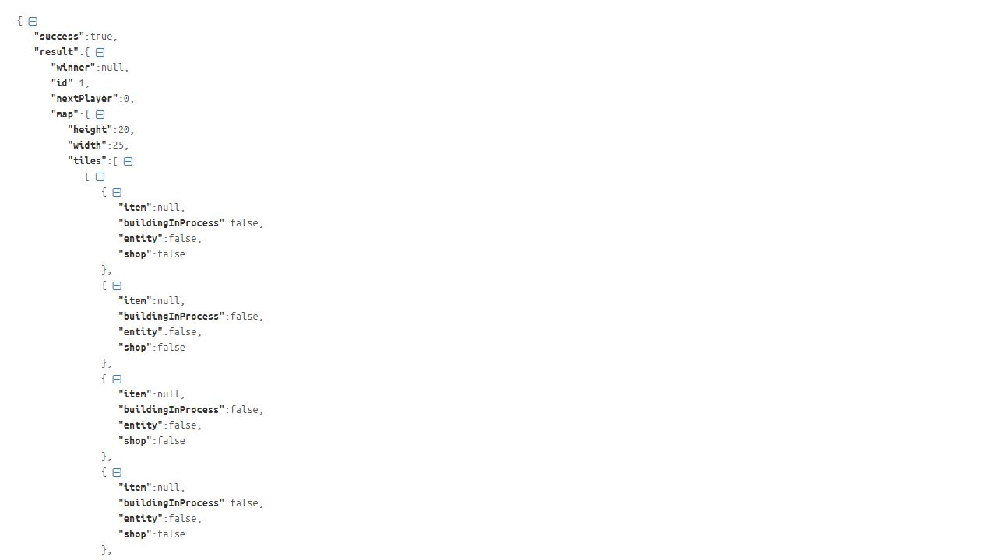 {
"success":true,
"result":{
"winner":null,
"id":1,
"nextPlayer":0,
"map":{
"height":20,
"width":25,
"tiles":[
[
{
"item":null,
"buildingInProcess":false,
"entity":false,
"shop":false
},
{
"item":null,
"buildingInProcess":false,
"entity":false,
"shop":false
},
{
"item":null,
"buildingInProcess":false,
"entity":false,
"shop":false
},
{
"item":null,
"buildingInProcess":false,
"entity":false,
"shop":false
},